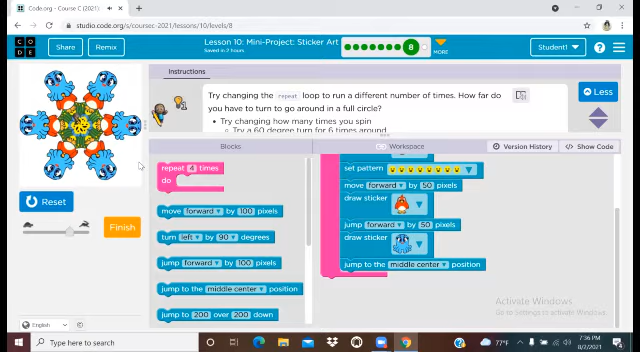 Code.org - Course C (2021)
studio.code.org/s/coursec-2021/lessons/10/levels/8
C O
D E
Share
Remix
Lesson 10: Mini-Project: Sticker Art
Saved in 2 hours
8
MORE
Student1
?
Instructions
Try changing the repeat loop to run a different number of times. How far do
you have to turn to go around in a full circle?
• Try changing how many times you spin
• Try a 60 degree turn for 6 times around
Less
Blocks
Workspace
Version History
Show Code
repeat 4 times
do
move forward by 100 pixels
turn left by 90 degrees
jump forward by 100 pixels
jump to the middle center position
jump to 200 over 200 down
set pattern
move forward by 50 pixels
draw sticker
jump forward by 50 pixels
draw sticker
jump to the middle center position
Reset
Finish
English
Activate Windows
Go to Settings to activate Windows.
Type here to search
77°F
7:36 PM
8/2/2021